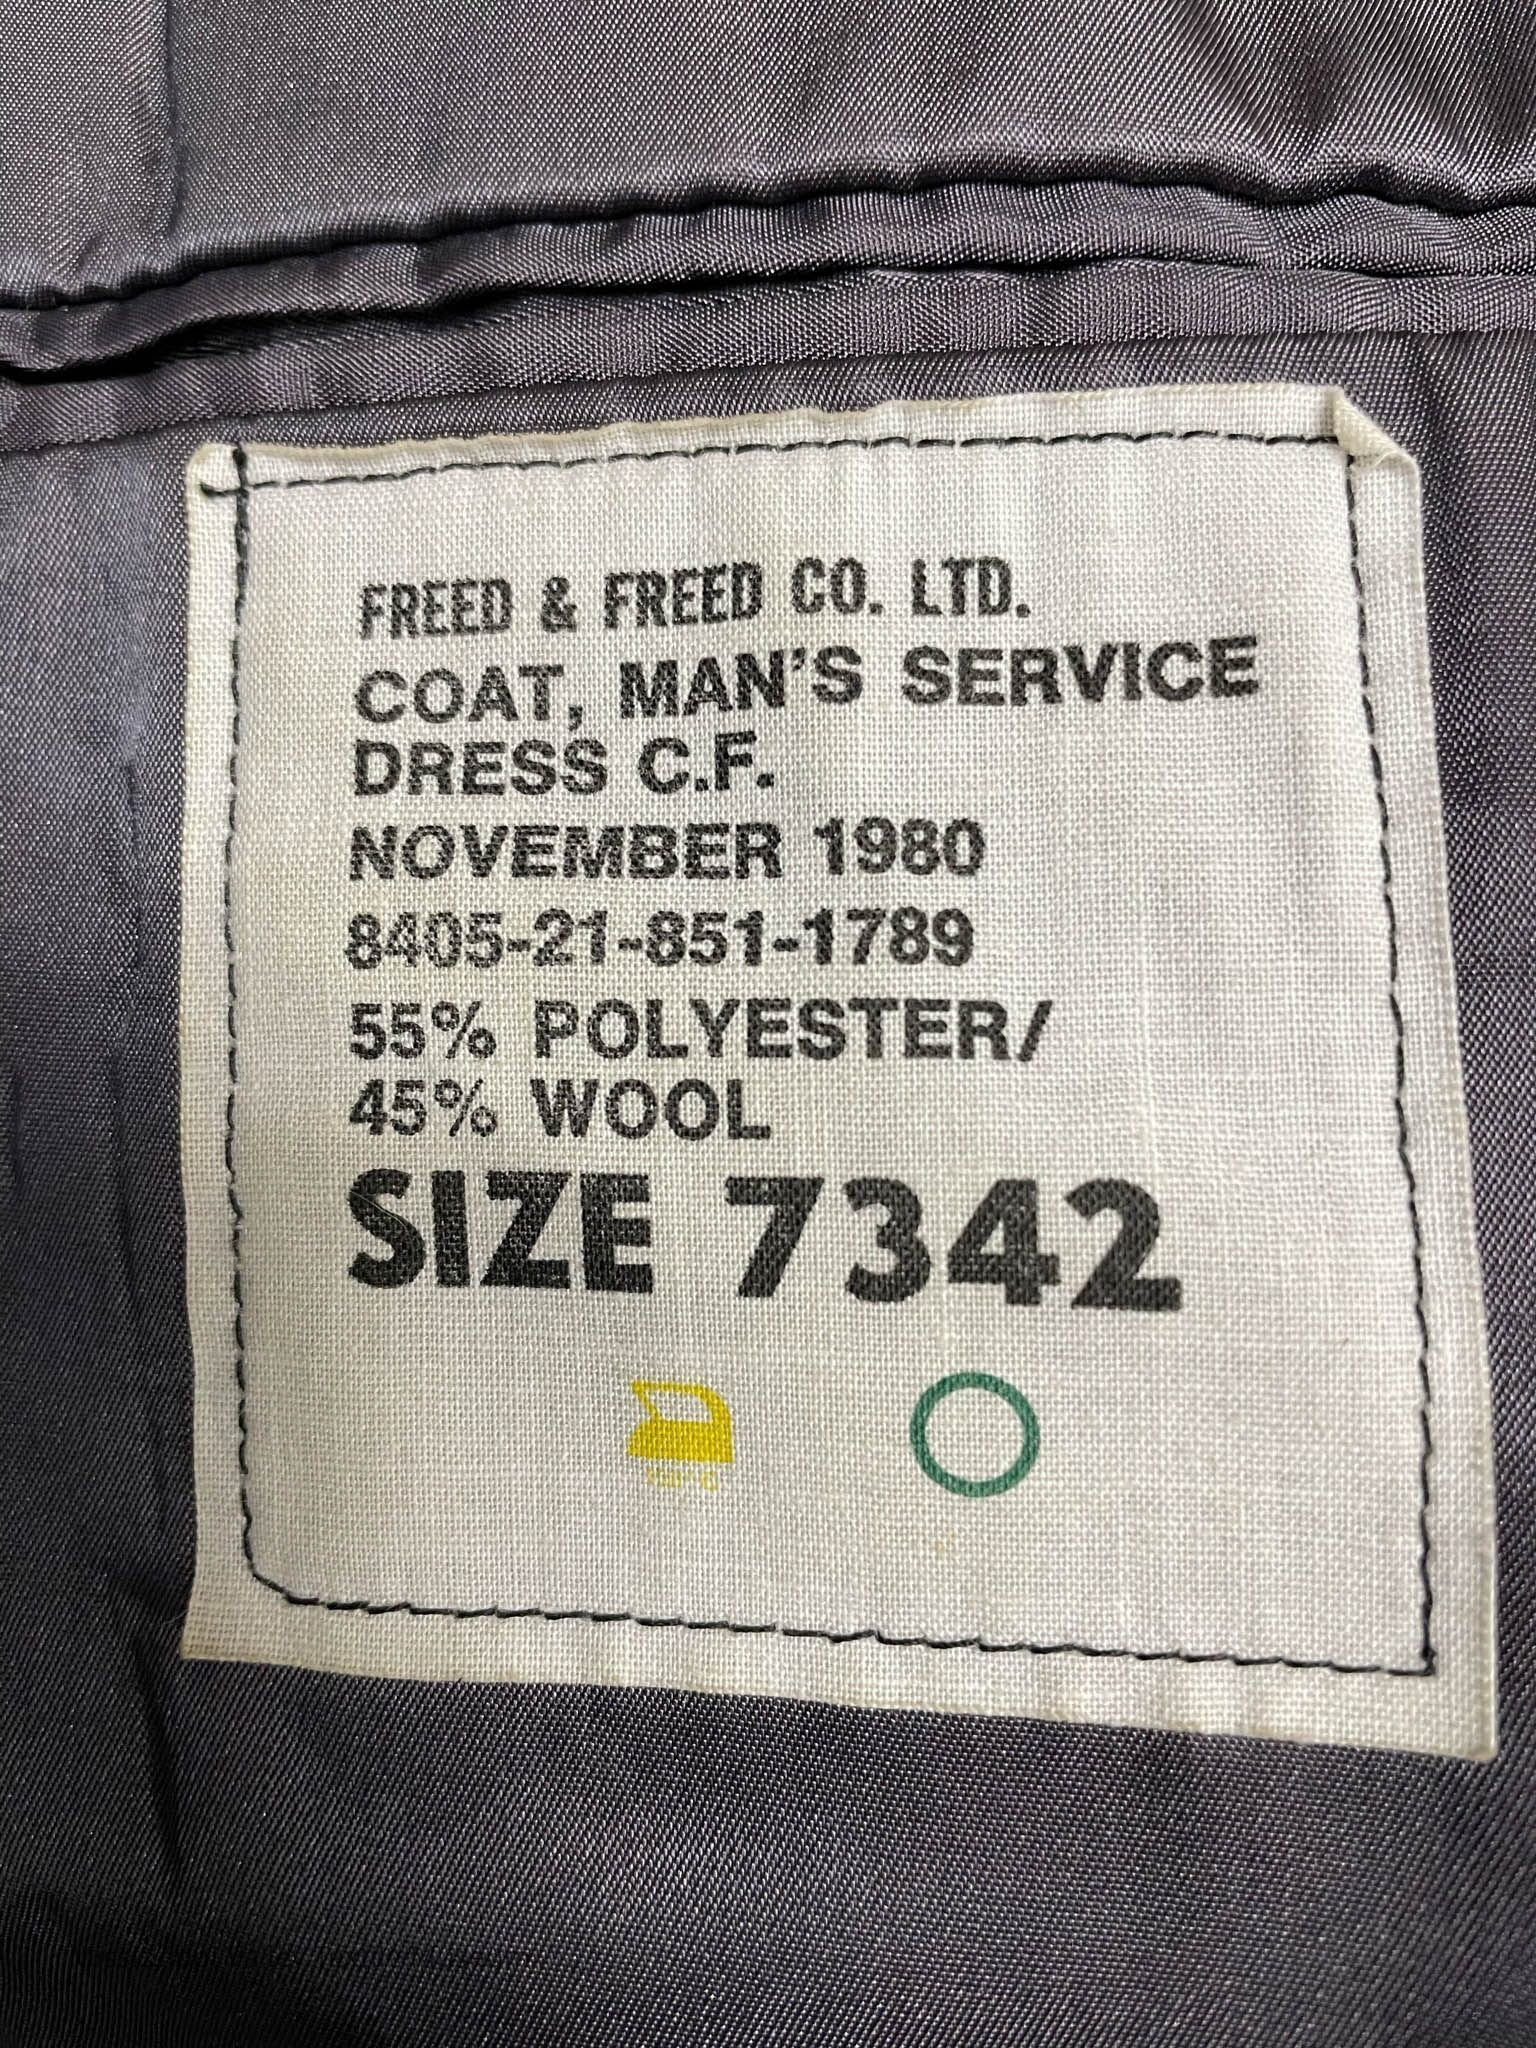 FREED & FREED CO. LTD.
COAT, MAN'S SERVICE
DRESS C.F.
NOVEMBER 1980
8405-21-851-1789
55% POLYESTER/
45% WOOL
SIZE 7342